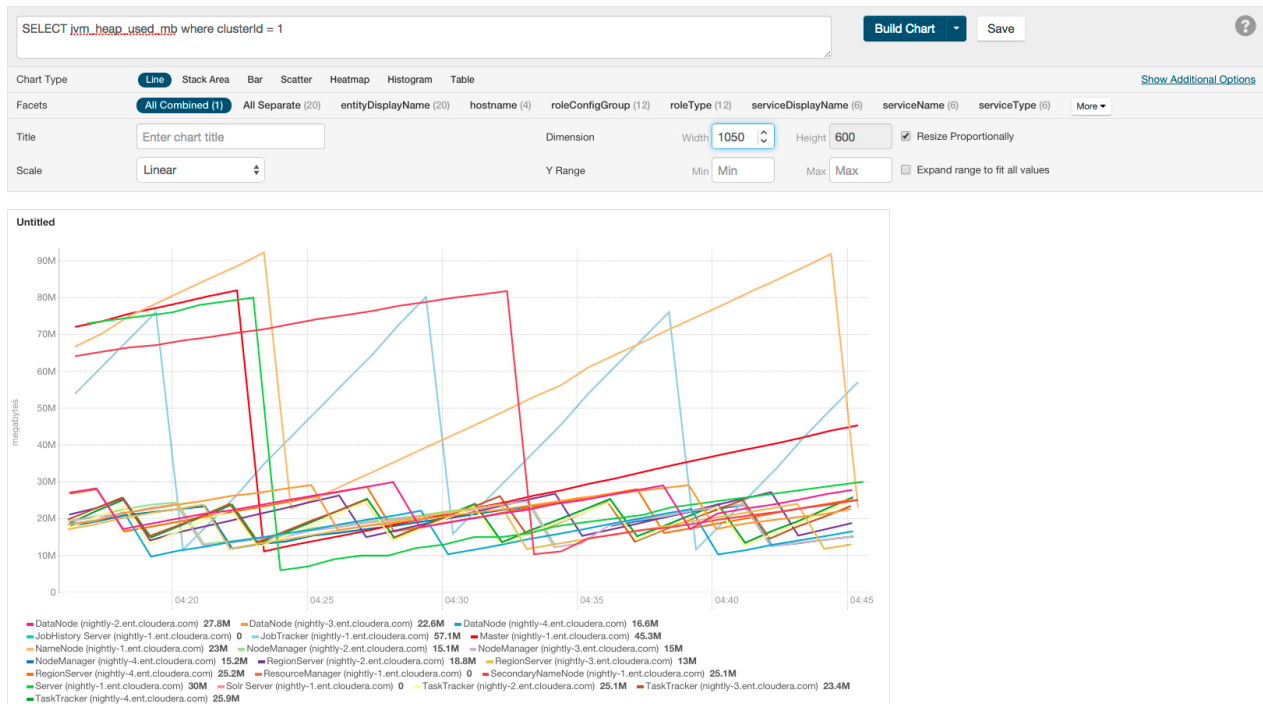 SELECT jvm_heap_used_mb where clusterId = 1
Build Chart
Save
?
Chart Type Line Stack Area Bar Scatter Heatmap Histogram Table Show Additional Options
Facets All Combined (1) All Separate (20) entityDisplayName (20) hostname (4) roleConfigGroup (12) roleType (12) serviceDisplayName (6) serviceName (6) serviceType (6) More
Title Enter chart title Dimension Width 1050 Height 600 Resize Proportionally
Scale Linear Y Range Min Min Max Max Expand range to fit all values
Untitled
90M
80M
70M
60M
50M
40M
30M
20M
10M
0
megabytes
04:20 04:25 04:30 04:35 04:40 04:45
DataNode (nightly-2.ent.cloudera.com) 27.8M DataNode (nightly-3.ent.cloudera.com) 22.6M DataNode (nightly-4.ent.cloudera.com) 16.6M
JobHistory Server (nightly-1.ent.cloudera.com) 0 JobTracker (nightly-1.ent.cloudera.com) 57.1M Master (nightly-1.ent.cloudera.com) 45.3M
NameNode (nightly-1.ent.cloudera.com) 23M NodeManager (nightly-2.ent.cloudera.com) 15.1M NodeManager (nightly-3.ent.cloudera.com) 15M
NodeManager (nightly-4.ent.cloudera.com) 15.2M RegionServer (nightly-2.ent.cloudera.com) 18.8M RegionServer (nightly-3.ent.cloudera.com) 13M
RegionServer (nightly-4.ent.cloudera.com) 25.2M ResourceManager (nightly-1.ent.cloudera.com) 0 SecondaryNameNode (nightly-1.ent.cloudera.com) 25.1M
Server (nightly-1.ent.cloudera.com) 30M Solr Server (nightly-1.ent.cloudera.com) 0 TaskTracker (nightly-2.ent.cloudera.com) 25.1M TaskTracker (nightly-3.ent.cloudera.com) 23.4M
TaskTracker (nightly-4.ent.cloudera.com) 25.9M